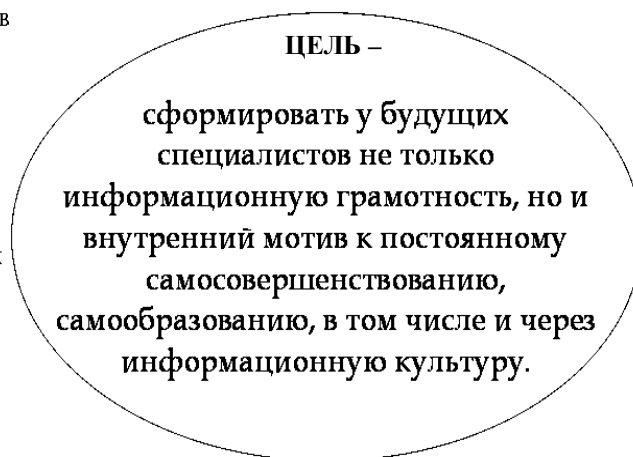 в
ЦЕЛЬ –
сформировать у будущих
специалистов не только
информационную грамотность, но и
внутренний мотив к постоянному
самосовершенствованию,
самообразованию, в том числе и через
информационную культуру.